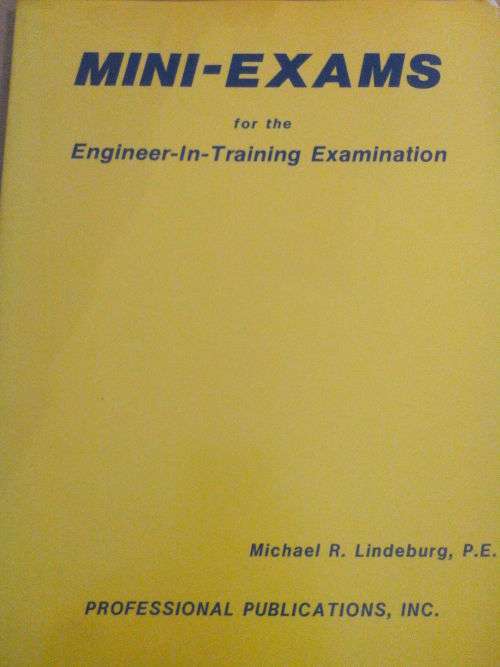 MINI-EXAMS
for the
Engineer-In-Training Examination
Michael R. Lindeburg, P.E.
PROFESSIONAL PUBLICATIONS, INC.